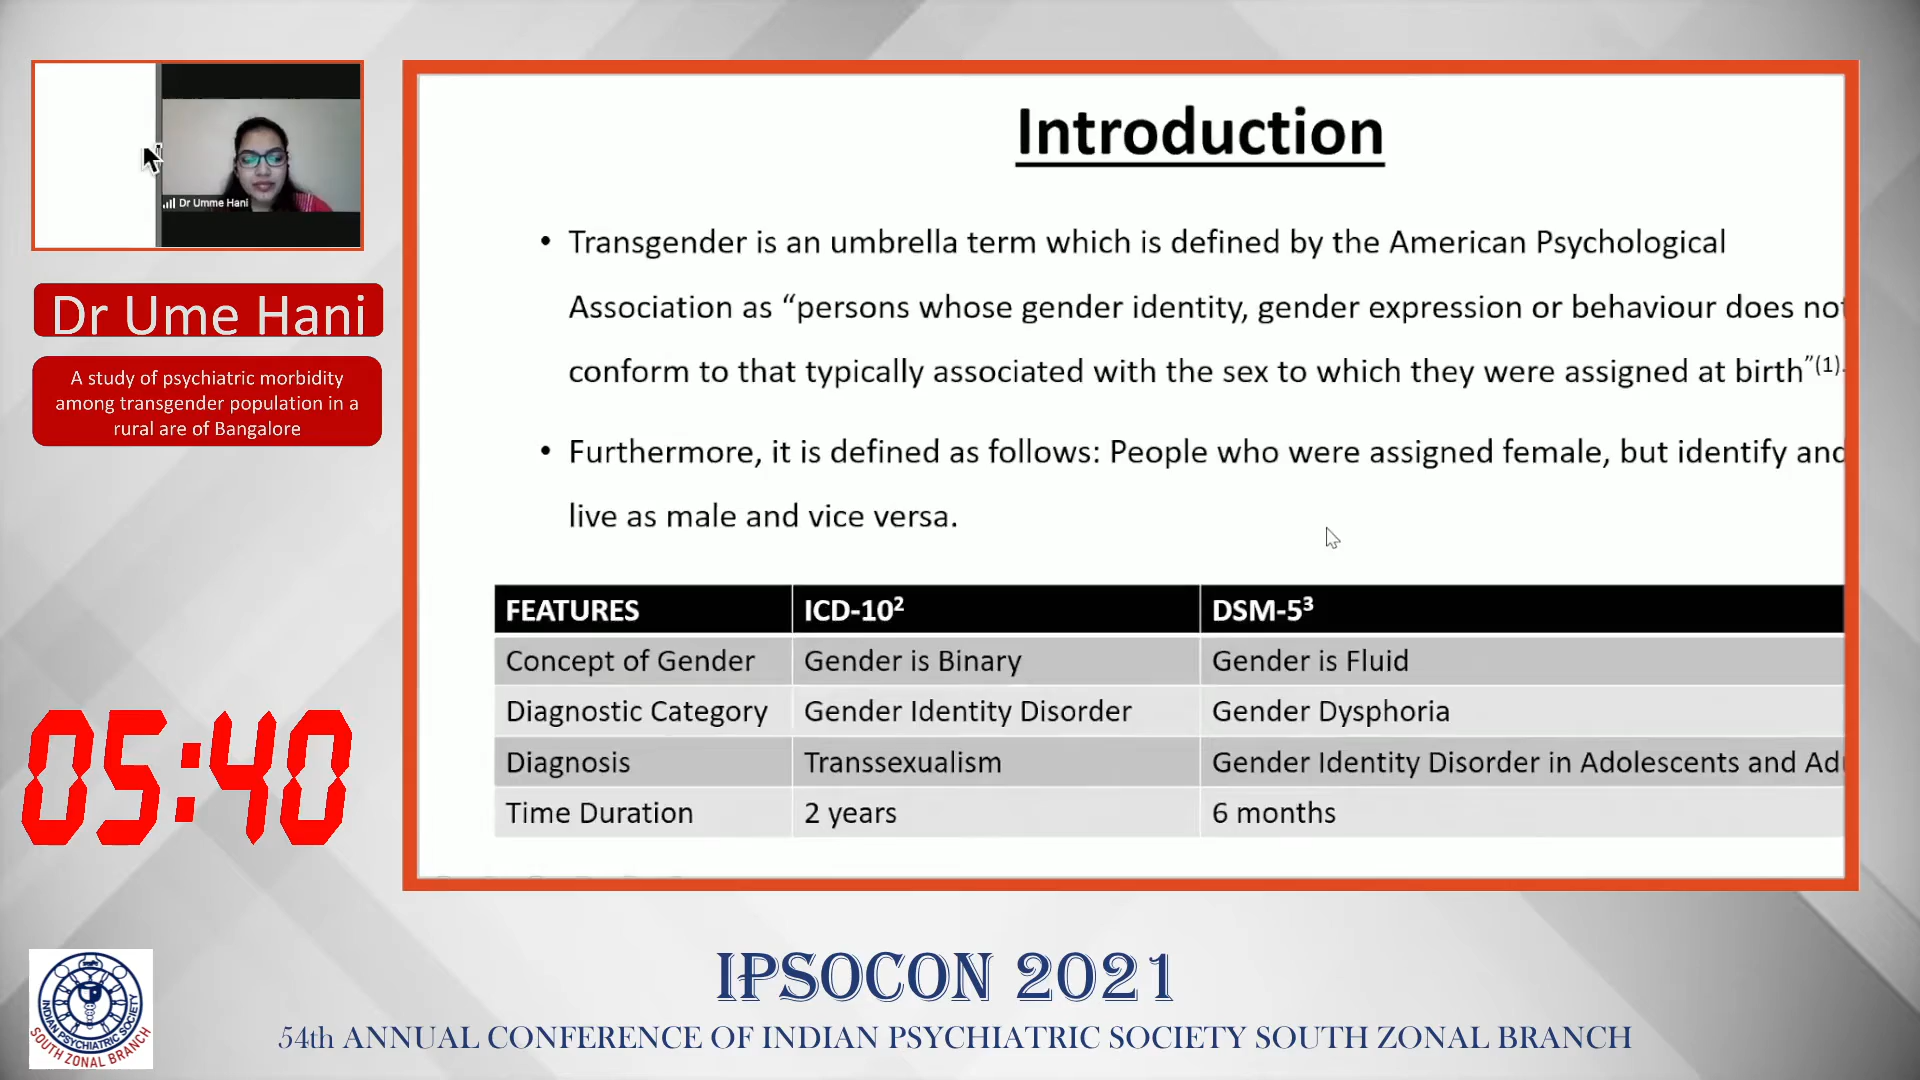 Dr Umme Hani
Dr Ume Hani
A study of psychiatric morbidity
among transgender population in a
rural are of Bangalore
05:40
Introduction
• Transgender is an umbrella term which is defined by the American Psychological
Association as “persons whose gender identity, gender expression or behaviour does not
conform to that typically associated with the sex to which they were assigned at birth”(1).
• Furthermore, it is defined as follows: People who were assigned female, but identify and
live as male and vice versa.
FEATURES ICD-10² DSM-5³
Concept of Gender Gender is Binary Gender is Fluid
Diagnostic Category Gender Identity Disorder Gender Dysphoria
Diagnosis Transsexualism Gender Identity Disorder in Adolescents and
Time Duration 2 years 6 months
INDIAN PSYCHIATRIC SOCIETY
SOUTH ZONAL BRANCH
IPSOCON 2021
54th ANNUAL CONFERENCE OF INDIAN PSYCHIATRIC SOCIETY SOUTH ZONAL BRANCH